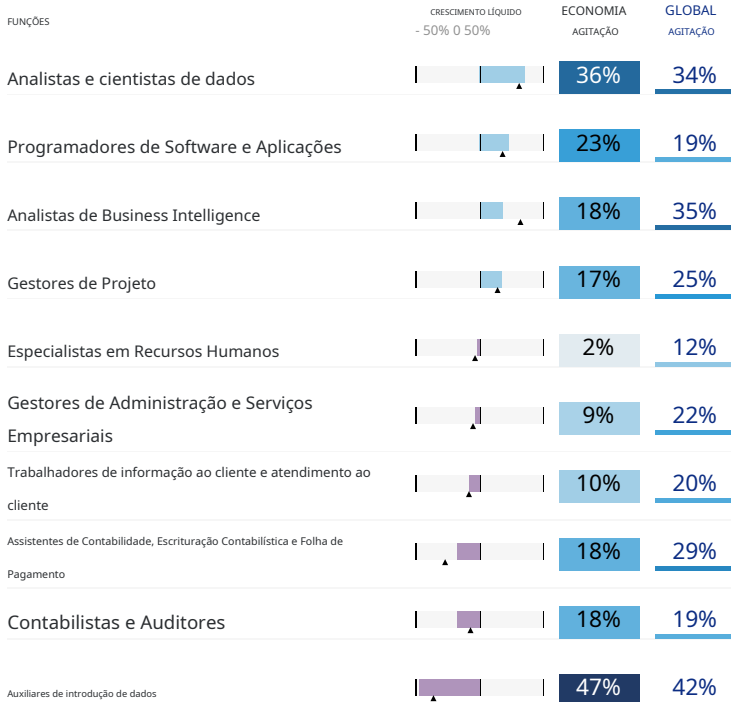 FUNÇÕES
CRESCIMENTO LÍQUIDO
- 50% 0 50%
ECONOMIA
AGITAÇÃO
GLOBAL
AGITAÇÃO
Analistas e cientistas de dados 36% 34%
Programadores de Software e Aplicações 23% 19%
Analistas de Business Intelligence 18% 35%
Gestores de Projeto 17% 25%
Especialistas em Recursos Humanos 2% 12%
Gestores de Administração e Serviços
Empresariais
9% 22%
Trabalhadores de informação ao cliente e atendimento ao
cliente
10% 20%
Assistentes de Contabilidade, Escrituração Contabilística e Folha de
Pagamento
18% 29%
Contabilistas e Auditores 18% 19%
Auxiliares de introdução de dados 47% 42%